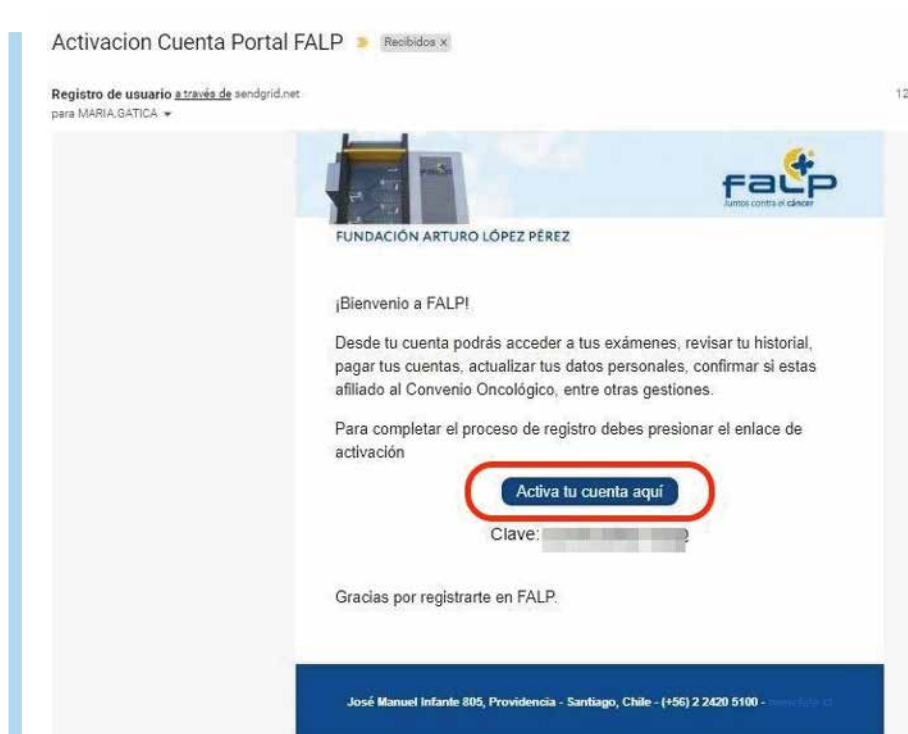 Activacion Cuenta Portal FALP Recibidos x
Registro de usuario a través de sendgrid.net
12
para MARIA.GATICA
falp
falp
Juntos contra el cáncer
FUNDACIÓN ARTURO LÓPEZ PÉREZ
¡Bienvenio a FALP!
Desde tu cuenta podrás acceder a tus exámenes, revisar tu historial,
pagar tus cuentas, actualizar tus datos personales, confirmar si estas
afiliado al Convenio Oncológico, entre otras gestiones.
Para completar el proceso de registro debes presionar el enlace de
activación
Activa tu cuenta aquí
Clave:
Gracias por registrarte en FALP.
José Manuel Infante 805, Providencia - Santiago, Chile - (+56) 2 2420 5100 -